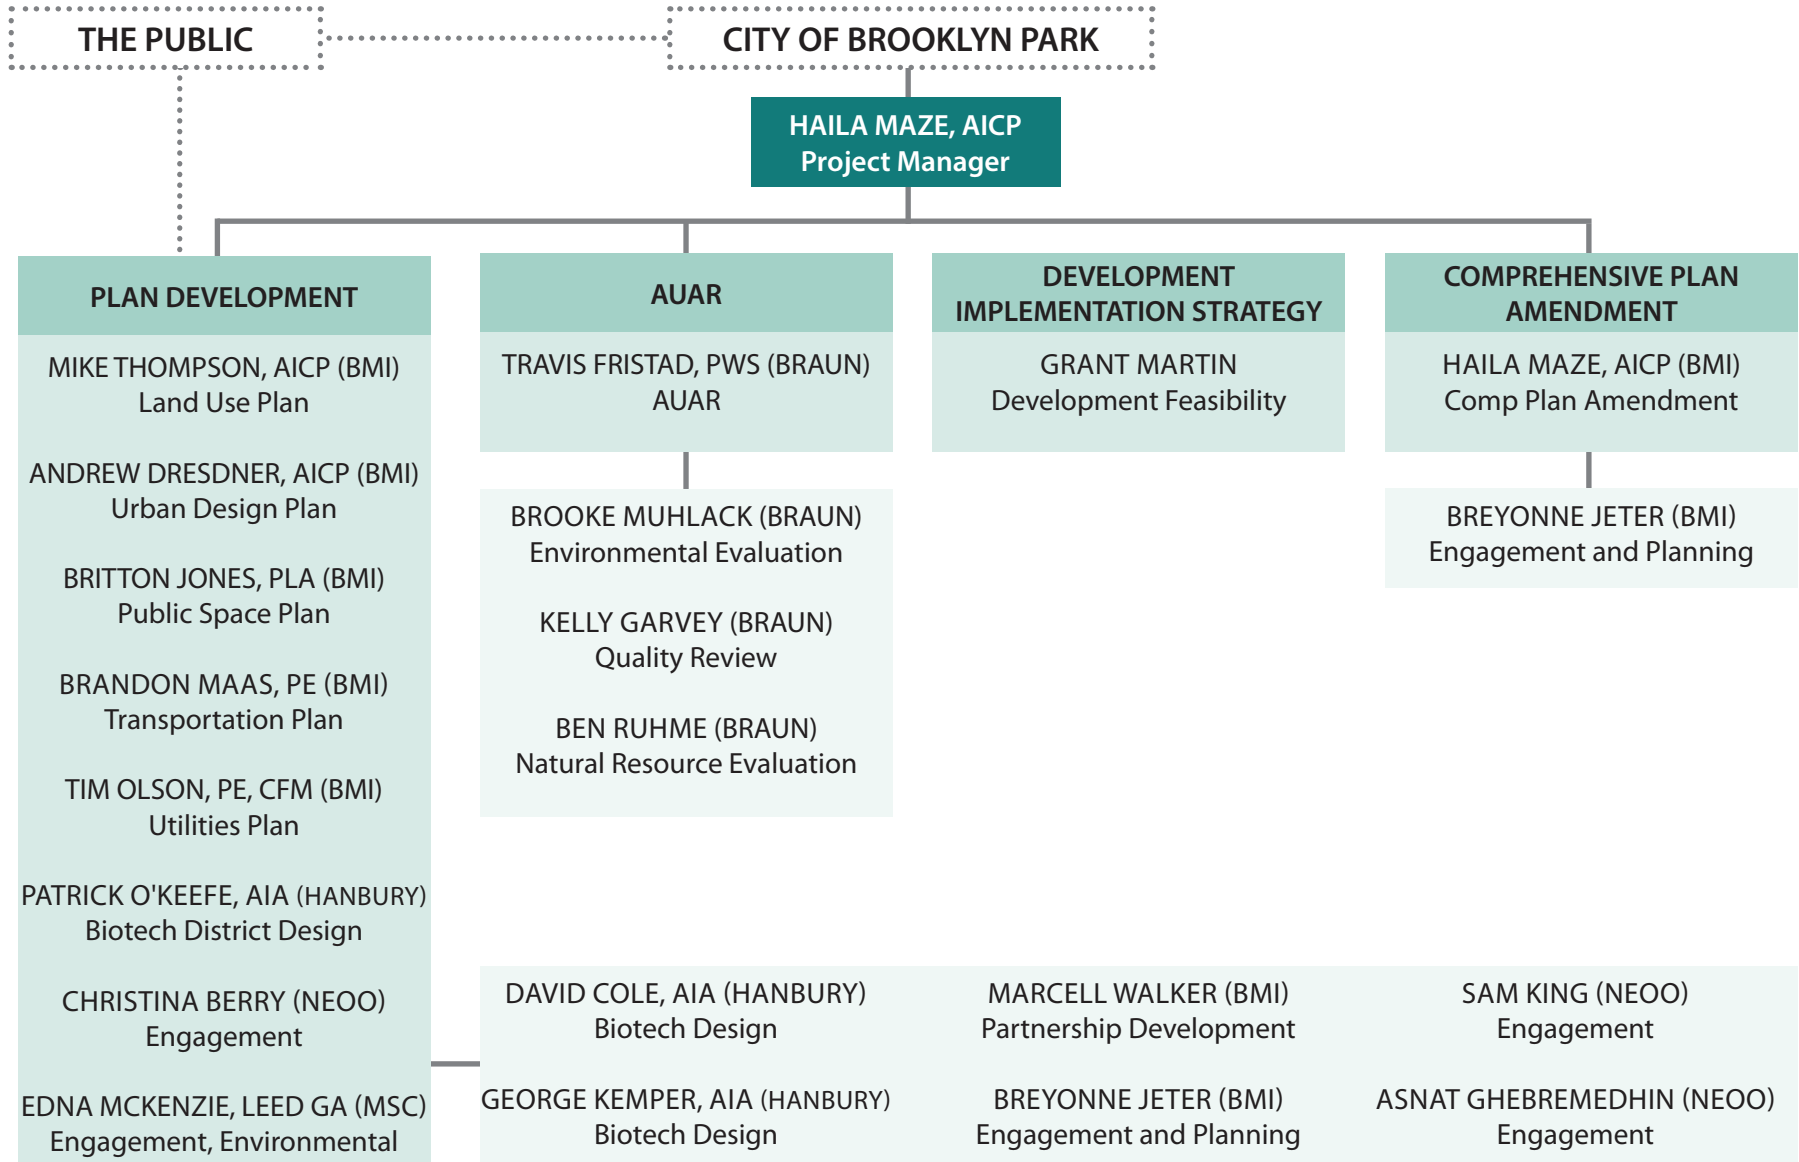 THE PUBLIC
CITY OF BROOKLYN PARK
HAILA MAZE, AICP
Project Manager
PLAN DEVELOPMENT
MIKE THOMPSON, AICP (BMI)
Land Use Plan
ANDREW DRESDNER, AICP (BMI)
Urban Design Plan
BRITTON JONES, PLA (BMI)
Public Space Plan
BRANDON MAAS, PE (BMI)
Transportation Plan
TIM OLSON, PE, CFM (BMI)
Utilities Plan
PATRICK O'KEEFE, AIA (HANBURY)
Biotech District Design
CHRISTINA BERRY (NEOO)
Engagement
EDNA MCKENZIE, LEED GA (MSC)
Engagement, Environmental
AUAR
TRAVIS FRISTAD, PWS (BRAUN)
AUAR
BROOKE MUHLACK (BRAUN)
Environmental Evaluation
KELLY GARVEY (BRAUN)
Quality Review
BEN RUHME (BRAUN)
Natural Resource Evaluation
DEVELOPMENT
IMPLEMENTATION STRATEGY
GRANT MARTIN
Development Feasibility
COMPREHENSIVE PLAN
AMENDMENT
HAILA MAZE, AICP (BMI)
Comp Plan Amendment
BREYONNE JETER (BMI)
Engagement and Planning
DAVID COLE, AIA (HANBURY)
Biotech Design
GEORGE KEMPER, AIA (HANBURY)
Biotech Design
MARCELL WALKER (BMI)
Partnership Development
BREYONNE JETER (BMI)
Engagement and Planning
SAM KING (NEOO)
Engagement
ASNAT GHEBREMEDHIN (NEOO)
Engagement